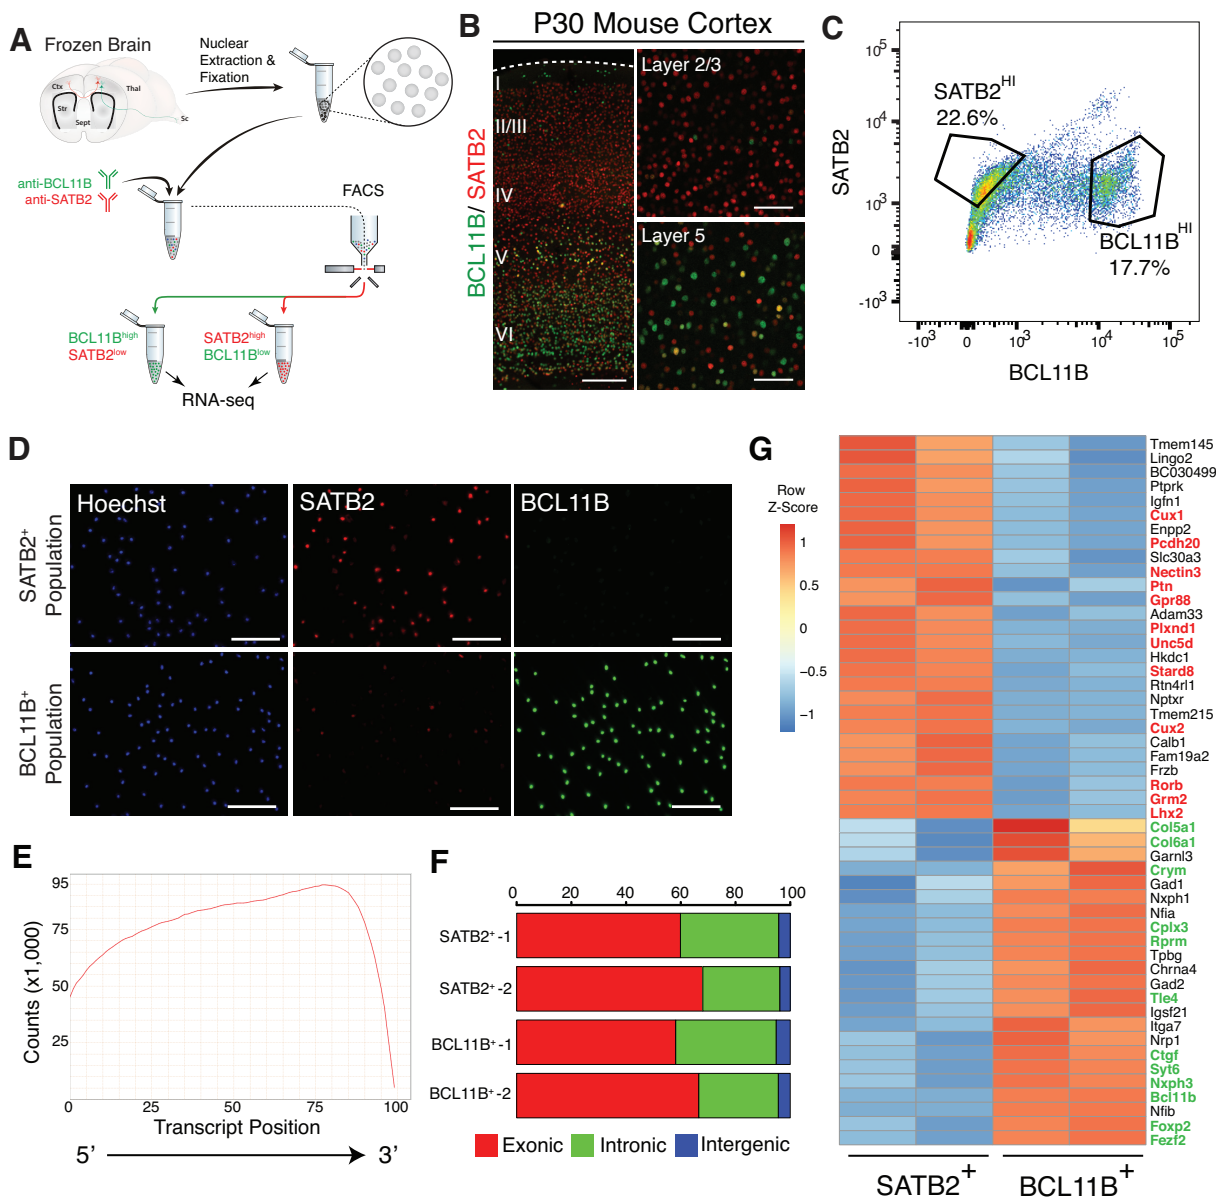 A
Frozen Brain
Nuclear
Extraction &
Fixation
Ctx
Thal
Str
Sept
Sc
anti-BCL11B
anti-SATB2
FACS
BCL11Bhigh
SATB2low
SATB2high
BCL11Blow
RNA-seq
B
P30 Mouse Cortex
BCL11B/ SATB2
I
II/III
IV
V
VI
Layer 2/3
Layer 5
C
SATB2
10⁵
10⁴
10³
0
-10³
SATB2HI
22.6%
BCL11BHI
17.7%
-10³ 0 10³ 10⁴ 10⁵
BCL11B
D
Hoechst
SATB2
BCL11B
SATB2⁺
Population
BCL11B⁺
Population
E
Counts (x1,000)
95
75
50
25
0 25 50 75 100
Transcript Position
5’ 3’
F
0 20 40 60 80 100
SATB2⁺-1
SATB2⁺-2
BCL11B⁺-1
BCL11B⁺-2
Exonic Intronic Intergenic
G
Row
Z-Score
1
0.5
0
−0.5
−1
Tmem145
Lingo2
BC030499
Ptprk
Igfn1
Cux1
Enpp2
Pcdh20
Slc30a3
Nectin3
Ptn
Gpr88
Adam33
Plxnd1
Unc5d
Hkdc1
Stard8
Rtn4rl1
Nptxr
Tmem215
Cux2
Calb1
Fam19a2
Frzb
Rorb
Grm2
Lhx2
Col5a1
Col6a1
Garnl3
Crym
Gad1
Nxph1
Nfia
Cplx3
Rprm
Tpbg
Chrna4
Gad2
Tle4
Igsf21
Itga7
Nrp1
Ctgf
Syt6
Nxph3
Bcl11b
Nfib
Foxp2
Fezf2
SATB2⁺ BCL11B⁺